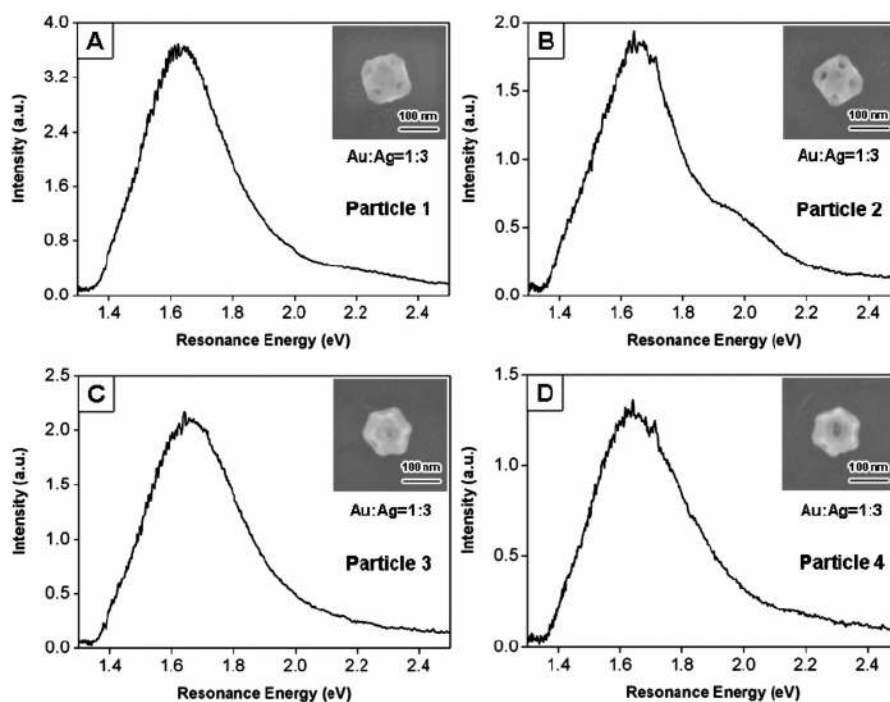 A
4.0
3.2
2.4
1.6
0.8
0.0
Intensity (a.u.)
1.4 1.6 1.8 2.0 2.2 2.4
Resonance Energy (eV)
100 nm
Au:Ag=1:3
Particle 1
B
2.0
1.5
1.0
0.5
0.0
Intensity (a.u.)
1.4 1.6 1.8 2.0 2.2 2.4
Resonance Energy (eV)
100 nm
Au:Ag=1:3
Particle 2
C
2.5
2.0
1.5
1.0
0.5
0.0
Intensity (a.u.)
1.4 1.6 1.8 2.0 2.2 2.4
Resonance Energy (eV)
100 nm
Au:Ag=1:3
Particle 3
D
1.5
1.0
0.5
0.0
Intensity (a.u.)
1.4 1.6 1.8 2.0 2.2 2.4
Resonance Energy (eV)
100 nm
Au:Ag=1:3
Particle 4